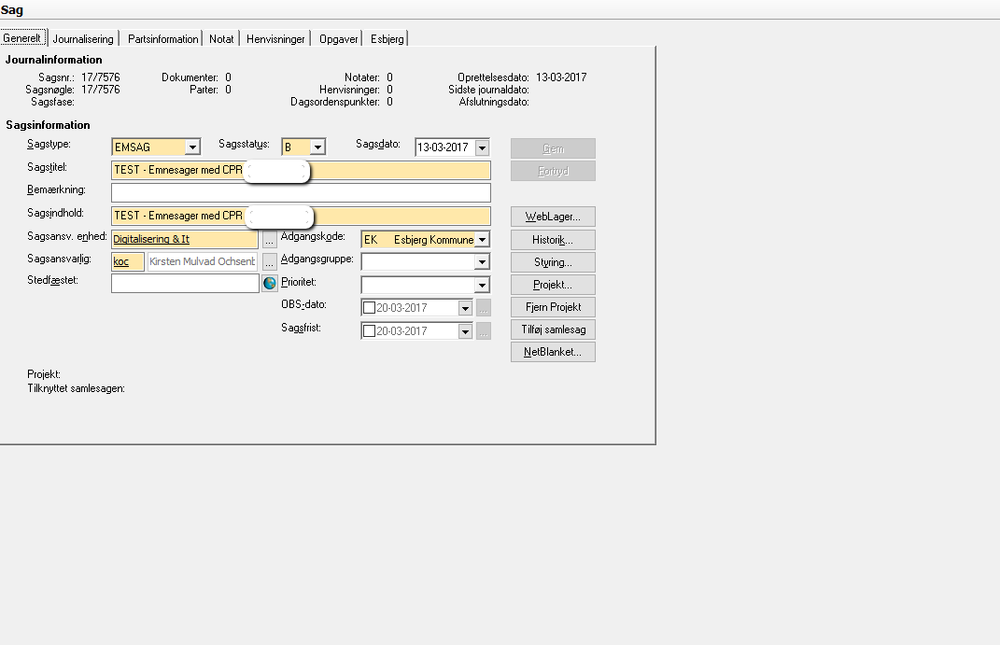 Sag
Generelt Journalisering Partsinformation Notat Henvisninger Opgaver Esbjerg
Journalinformation
Sagsnr.: 17/7576 Dokumenter: 0 Notater: 0 Oprettelsesdato: 13-03-2017
Sagsnøgle: 17/7576 Parter: 0 Henvisninger: 0 Sidste journaldato:
Sagsfase: Dagsordenspunkter: 0 Afslutningsdato:
Sagsinformation
Sagstype: EMSAG Sagsstatus: B Sagsdato: 13-03-2017 Gem
Sagstitel: TEST - Emnesager med CPR Fortryd
Bemærkning:
Sagsindhold: TEST - Emnesager med CPR WebLager...
Sagsansv. enhed: Digitalisering & It ... Adgangskode: EK Esbjerg Kommune Historik...
Sagsansvarlig: koc Kirsten Mulvad Ochsenb ... Adgangsgruppe: Styring...
Stedfæstet: Prioritet: Projekt...
OBS-dato: 20-03-2017 ... Fjern Projekt
Sagsfrist: 20-03-2017 ... Tilføj samlesag
NetBlanket...
Projekt:
Tilknyttet samlesagen: